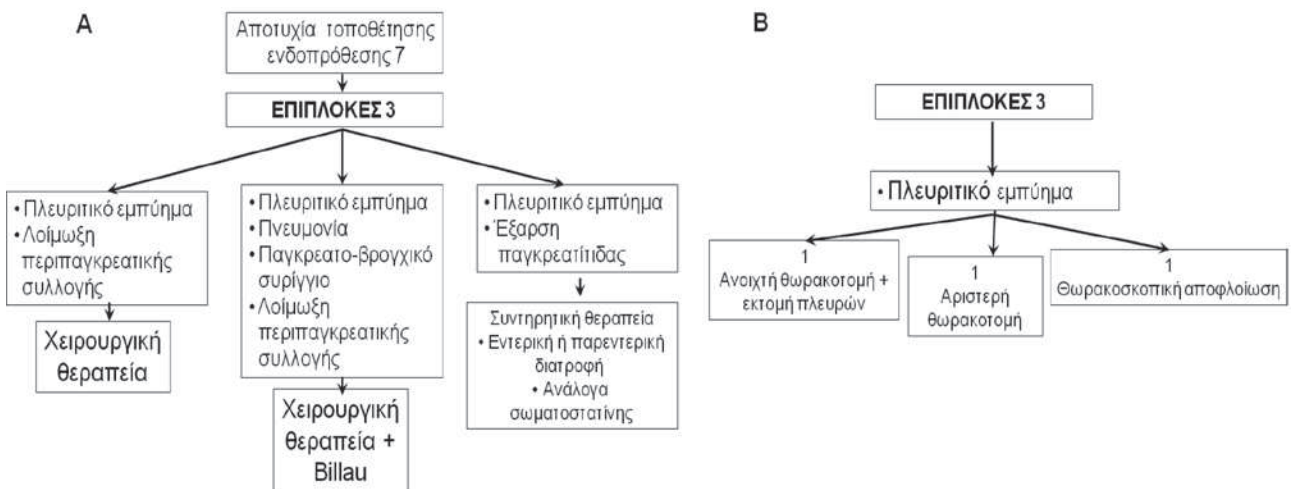 A
Αποτυχία τοποθέτησης
ενδοπρόθεσης 7
ΕΠΙΠΛΟΚΕΣ 3
• Πλευριτικό εμπύημα
• Λοίμωξη
περιπαγκρεατικής
συλλογής
Χειρουργική
θεραπεία
• Πλευριτικό εμπύημα
• Πνευμονία
• Παγκρεατο-βρογχικό
συρίγγιο
• Λοίμωξη
περιπαγκρεατικής
συλλογής
Χειρουργική
θεραπεία +
Billau
• Πλευριτικό εμπύημα
• Έξαρση
παγκρεατίτιδας
Συντηρητική θεραπεία
• Εντερική ή παρεντερική
διατροφή
• Ανάλογα
σωματοστατίνης
B
ΕΠΙΠΛΟΚΕΣ 3
• Πλευριτικό εμπύημα
1
Ανοιχτή θωρακοτομή +
εκτομή πλευρών
1
Αριστερή
θωρακοτομή
1
Θωρακοσκοπική αποφλοίωση